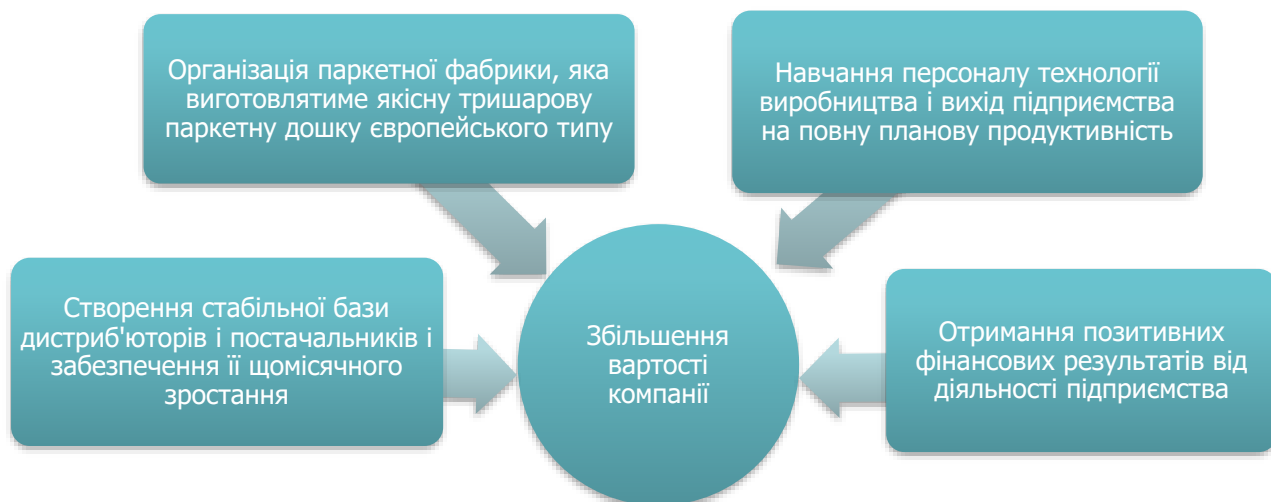 Організація паркетної фабрики, яка
виготовлятиме якісну тришарову
паркетну дошку європейського типу
Навчання персоналу технології
виробництва і вихід підприємства
на повну планову продуктивність
Створення стабільної бази
дистриб'юторів і постачальників і
забезпечення її щомісячного
зростання
Збільшення
вартості
компанії
Отримання позитивних
фінансових результатів від
діяльності підприємства